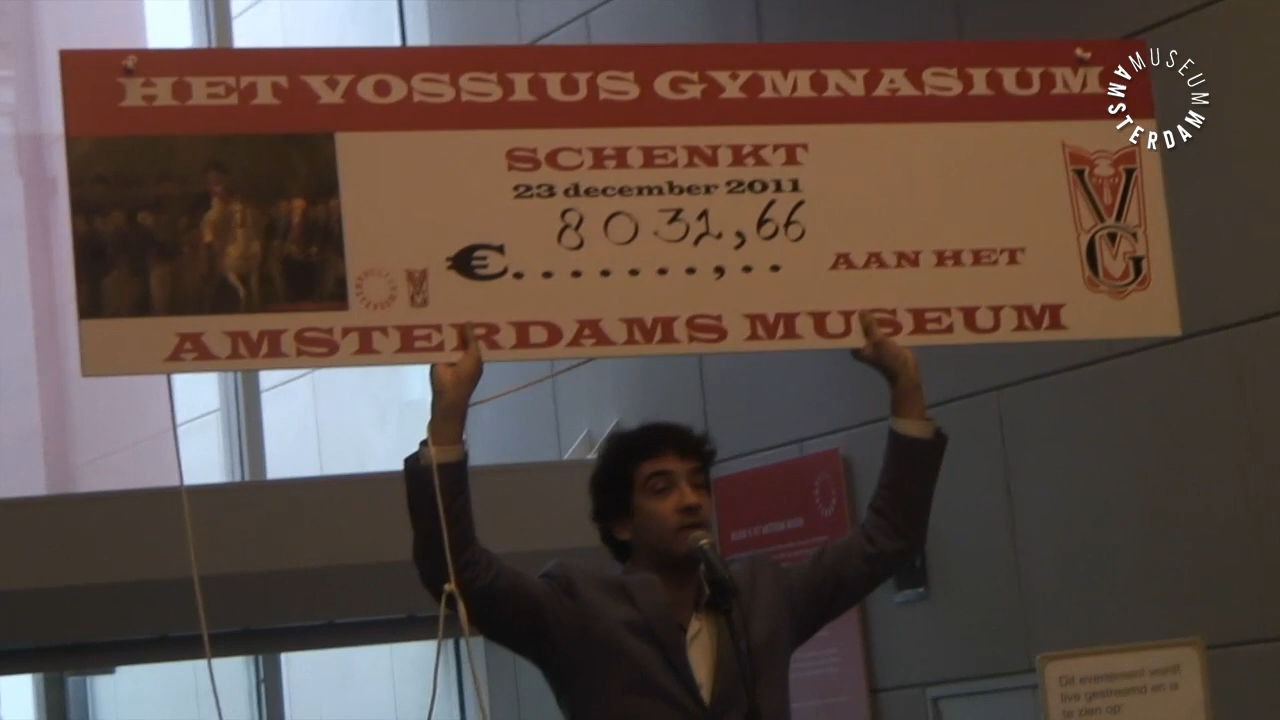 HET VOSSIUS GYMNASIUM
AMSTERDAM MUSEUM
SCHENKT
23 december 2011
8032,66
€.......,..
AAN HET
VG
AMSTERDAMS MUSEUM
Dit evenement wordt
live gestreamd en is
te zien op: